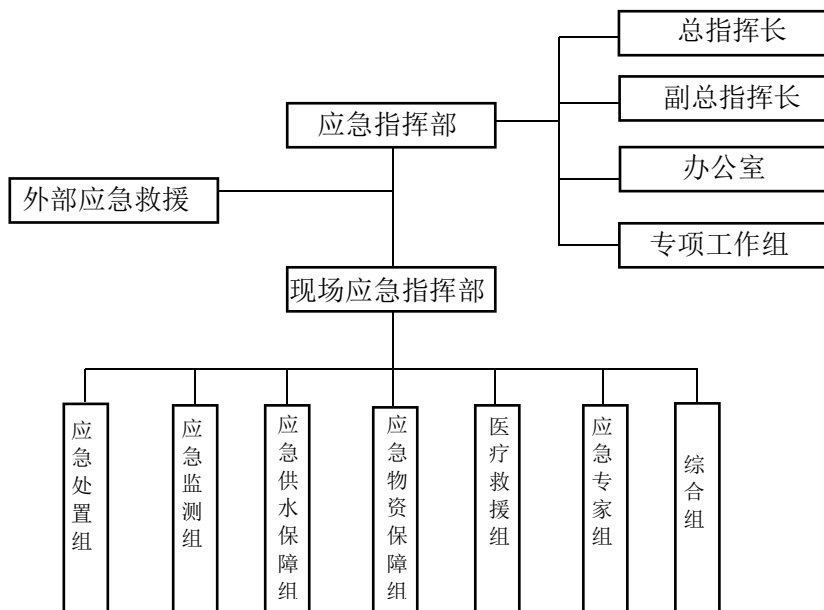 总指挥长
副总指挥长
应急指挥部
办公室
外部应急救援
专项工作组
现场应急指挥部
应急处置组
应急监测组
应急供水保障组
应急物资保障组
医疗救援组
应急专家组
综合组